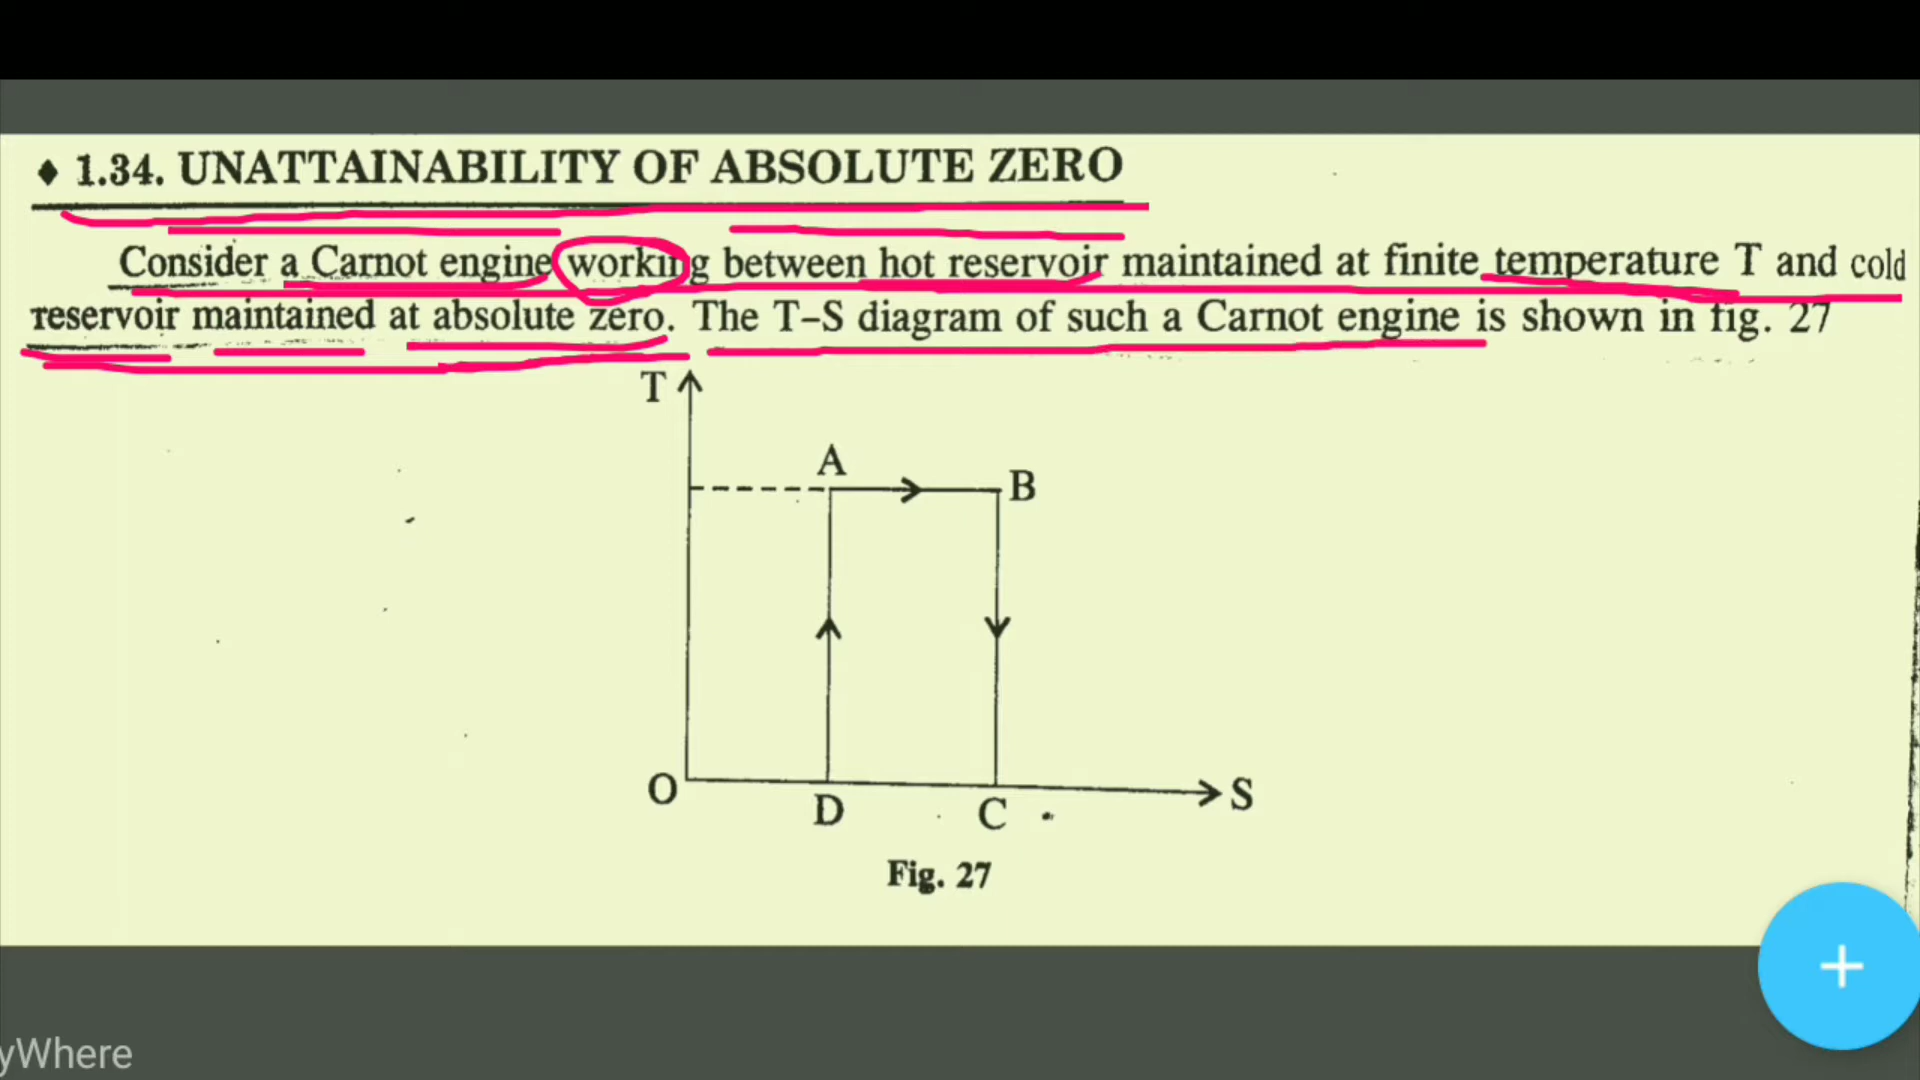 ♦ 1.34. UNATTAINABILITY OF ABSOLUTE ZERO
Consider a Carnot engine working between hot reservoir maintained at finite temperature T and cold
reservoir maintained at absolute zero. The T–S diagram of such a Carnot engine is shown in fig. 27
T
A
B
O
D
C
S
Fig. 27
+
yWhere